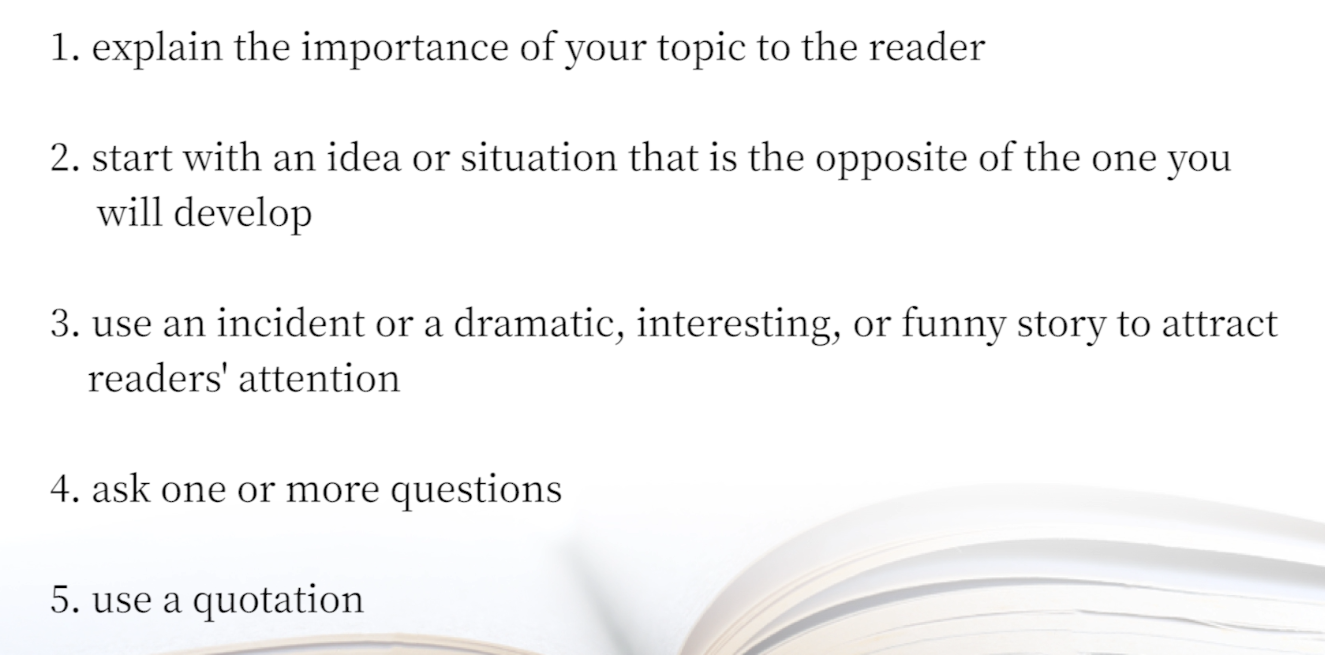 1. explain the importance of your topic to the reader
2. start with an idea or situation that is the opposite of the one you
will develop
3. use an incident or a dramatic, interesting, or funny story to attract
readers' attention
4. ask one or more questions
5. use a quotation